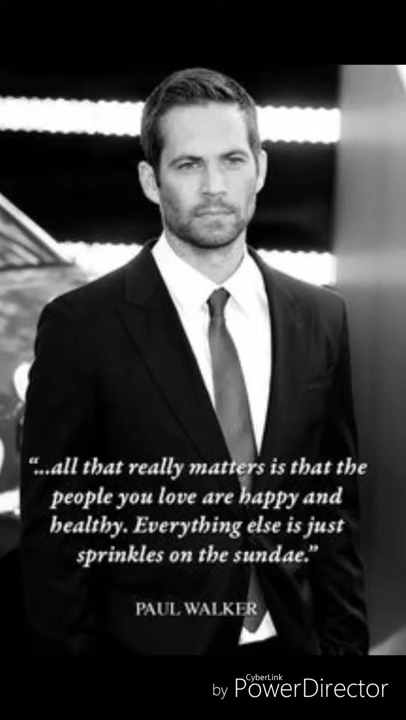 “...all that really matters is that the
people you love are happy and
healthy. Everything else is just
sprinkles on the sundae.”
PAUL WALKER
by CyberLink PowerDirector